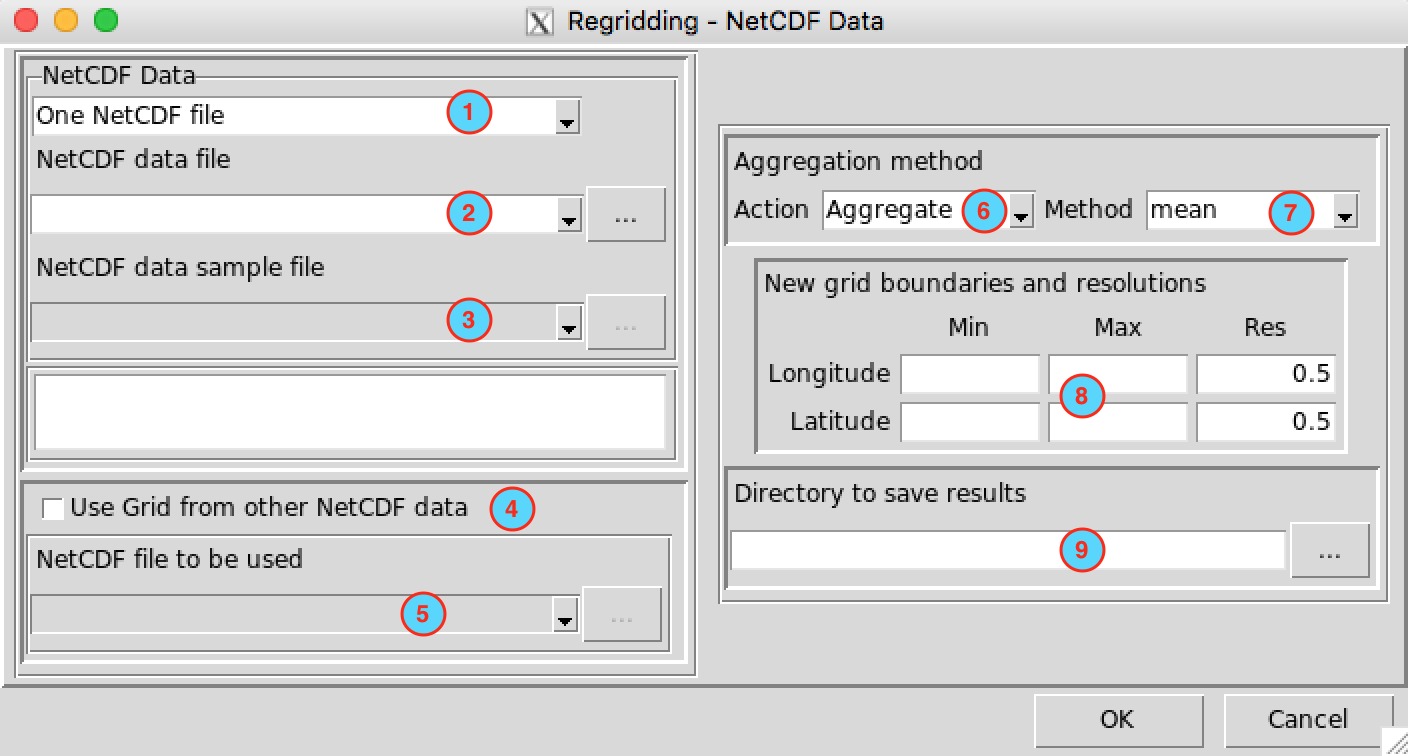 X Regridding - NetCDF Data
NetCDF Data
One NetCDF file 1
NetCDF data file
2 ...
NetCDF data sample file
3 ...
Use Grid from other NetCDF data 4
NetCDF file to be used
5 ...
Aggregation method
Action Aggregate 6 Method mean 7
New grid boundaries and resolutions
Min Max Res
Longitude 0.5
8
Latitude 0.5
Directory to save results
9 ...
OK Cancel